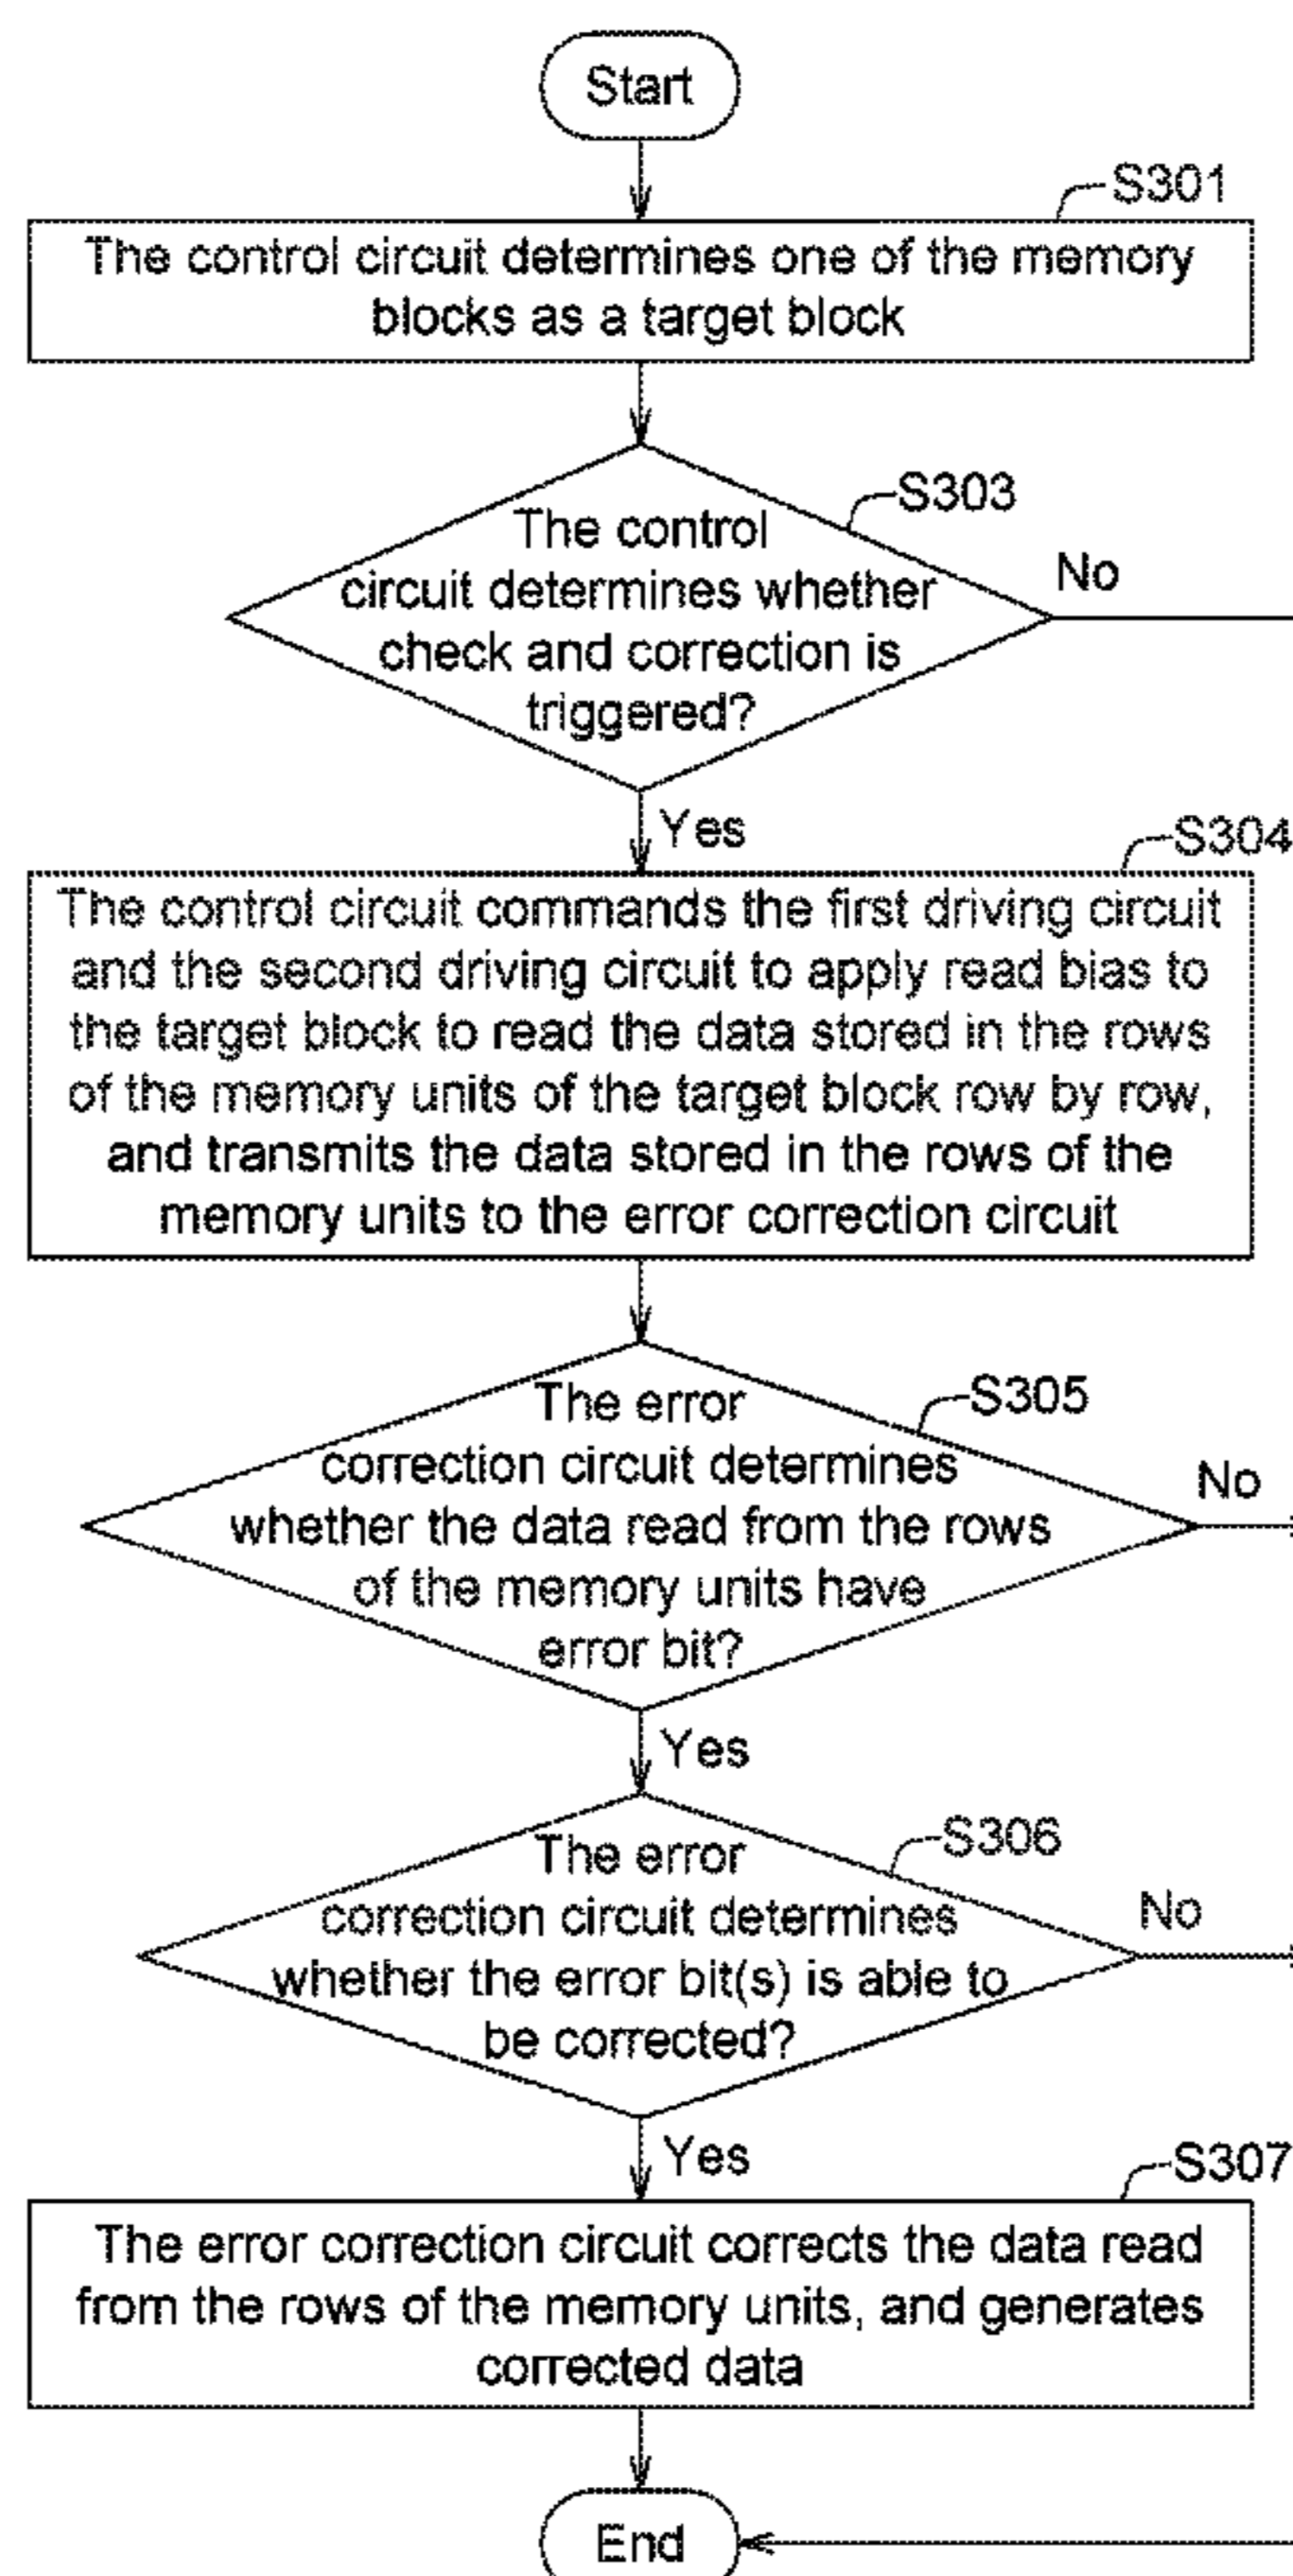 Start
S301
The control circuit determines one of the memory
blocks as a target block
S303
The control
circuit determines whether
check and correction is
triggered?
No
Yes
S304
The control circuit commands the first driving circuit
and the second driving circuit to apply read bias to
the target block to read the data stored in the rows
of the memory units of the target block row by row,
and transmits the data stored in the rows of the
memory units to the error correction circuit
S305
The error
correction circuit determines
whether the data read from the rows
of the memory units have
error bit?
No
Yes
S306
The error
correction circuit determines
whether the error bit(s) is able to
be corrected?
No
Yes
S307
The error correction circuit corrects the data read
from the rows of the memory units, and generates
corrected data
End